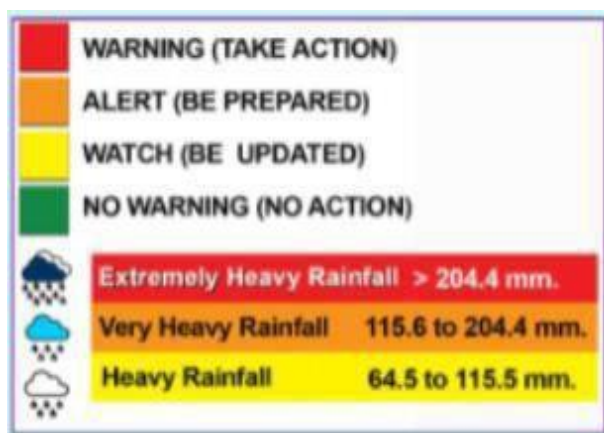 WARNING (TAKE ACTION)
ALERT (BE PREPARED)
WATCH (BE UPDATED)
NO WARNING (NO ACTION)
Extremely Heavy Rainfall > 204.4 mm.
Very Heavy Rainfall 115.6 to 204.4 mm.
Heavy Rainfall 64.5 to 115.5 mm.